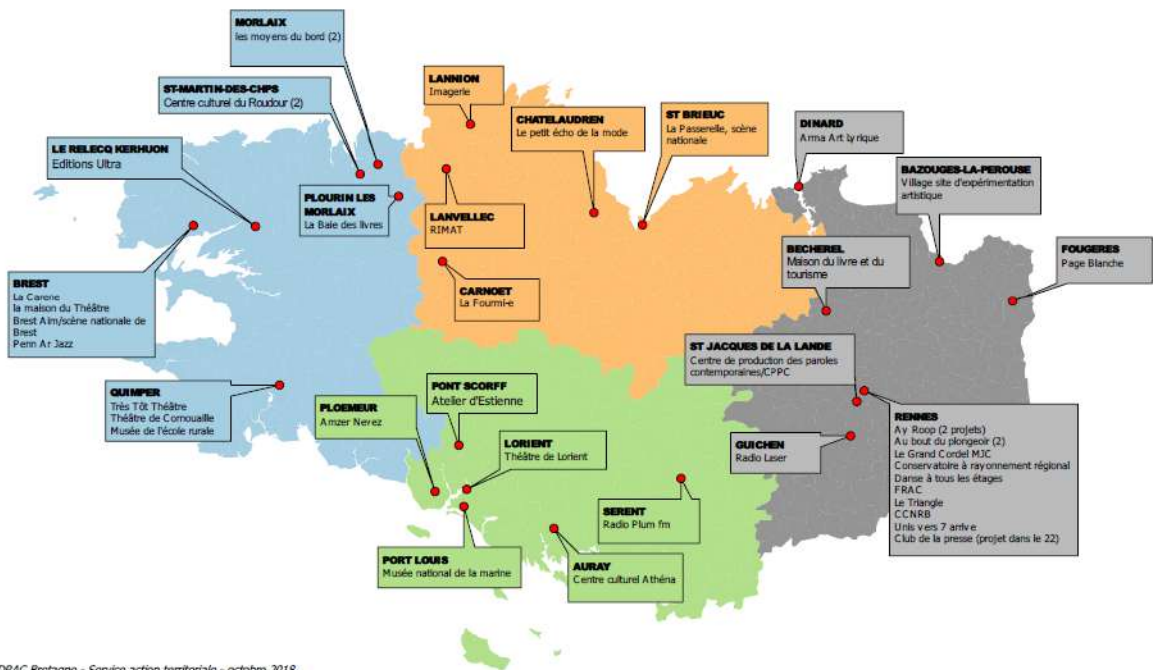 MORLAIX
les moyens du bord (2)
ST-MARTIN-DES-CHPS
Centre culturel du Roudour (2)
LE RELECQ KERHUON
Editions Ultra
PLOURIN LES
MORLAIX
La Baie des livres
BREST
La Carene
la maison du Théâtre
Brest Aim/scène nationale de
Brest
Penn Ar Jazz
QUIMPER
Très Tôt Théâtre
Théâtre de Cornouaille
Musée de l'école rurale
LANNION
Imagerie
CHATELAUDREN
Le petit écho de la mode
ST BRIEUC
La Passerelle, scène
nationale
LANVELLEC
RIMAT
CARNOET
La Fourmi-e
DINARD
Arma Art Lyrique
BAZOUGES-LA-PEROUSE
Village site d'expérimentation
artistique
BECHEREL
Maison du livre et du
tourisme
FOUGERES
Page Blanche
ST JACQUES DE LA LANDE
Centre de production des paroles
contemporaines/CPPC
GUICHEN
Radio Laser
RENNES
Ay Roop (2 projets)
Au bout du plongeoir (2)
Le Grand Cordel MJC
Conservatoire à rayonnement régional
Danse à tous les étages
FRAC
Le Triangle
CCNRB
Unis vers 7 arrive
Club de la presse (projet dans le 22)
PLOEMEUR
Amzer Nevez
PONT SCORFF
Atelier d'Estienne
LORIENT
Théâtre de Lorient
PORT LOUIS
Musée national de la marine
SERENT
Radio Plum fm
AURAY
Centre culturel Athéna
DRAC Bretagne - Service action territoriale - octobre 2018